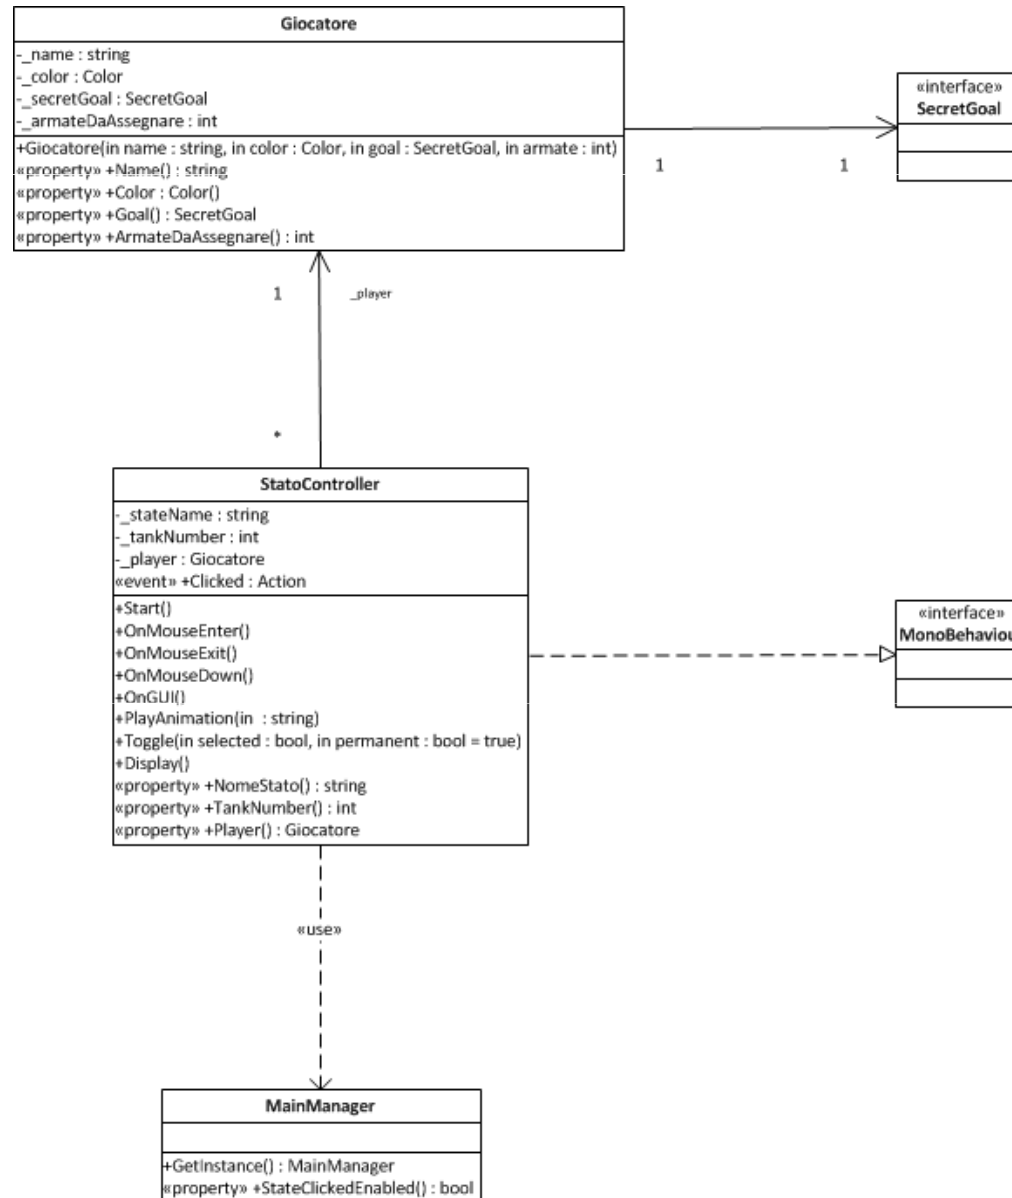 Giocatore
-_name : string
-_color : Color
-_secretGoal : SecretGoal
-_armateDaAssegnare : int
+Giocatore(in name : string, in color : Color, in goal : SecretGoal, in armate : int)
«property» +Name() : string
«property» +Color : Color()
«property» +Goal() : SecretGoal
«property» +ArmateDaAssegnare() : int
«interface»
SecretGoal
1
1
1
_player
*
StatoController
-_stateName : string
-_tankNumber : int
-_player : Giocatore
«event» +Clicked : Action
+Start()
+OnMouseEnter()
+OnMouseExit()
+OnMouseDown()
+OnGUI()
+PlayAnimation(in : string)
+Toggle(in selected : bool, in permanent : bool = true)
+Display()
«property» +NomeStato() : string
«property» +TankNumber() : int
«property» +Player() : Giocatore
«interface»
MonoBehaviou
«use»
MainManager
+GetInstance() : MainManager
«property» +StateClickedEnabled() : bool